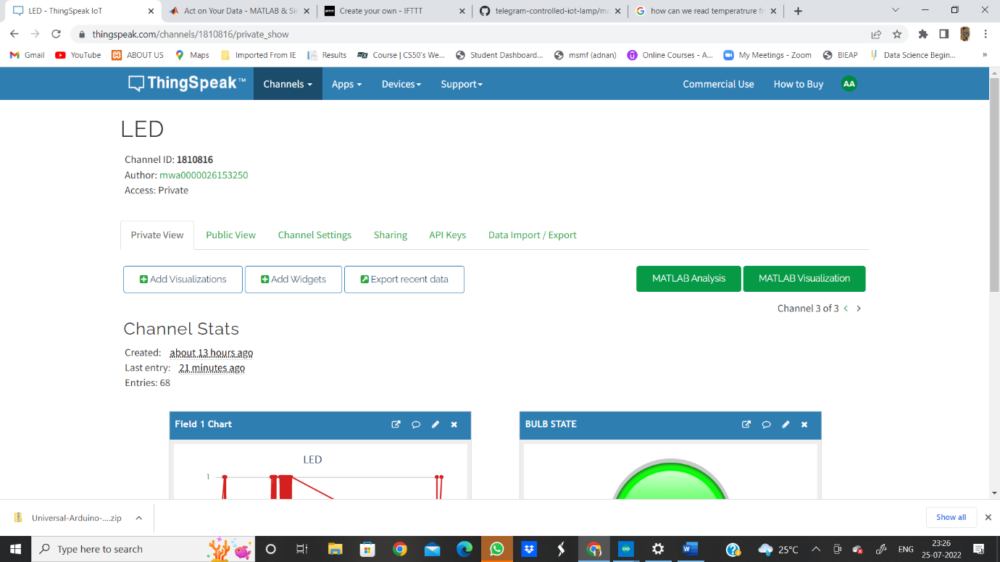 LED - ThingSpeak IoT
Act on Your Data - MATLAB & Sir
Create your own - IFTTT
telegram-controlled-iot-lamp/ma
how can we read temperatrure fr
thingspeak.com/channels/1810816/private_show
Gmail
YouTube
ABOUT US
Maps
Imported From IE
Results
Course | CS50's We...
Student Dashboard...
msmf (adnan)
Online Courses - A...
My Meetings - Zoom
BIEAP
Data Science Begin...
»
ThingSpeak™
Channels
Apps
Devices
Support
Commercial Use
How to Buy
AA
LED
Channel ID: 1810816
Author: mwa0000026153250
Access: Private
Private View
Public View
Channel Settings
Sharing
API Keys
Data Import / Export
Add Visualizations
Add Widgets
Export recent data
MATLAB Analysis
MATLAB Visualization
Channel 3 of 3 < >
Channel Stats
Created: about 13 hours ago
Last entry: 21 minutes ago
Entries: 68
Field 1 Chart
BULB STATE
LED
1
Universal-Arduino-....zip
Show all
Type here to search
25°C
ENG
23:26
25-07-2022